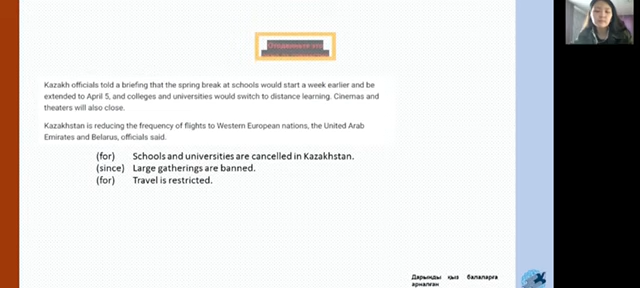 Отодвиньте это
Kazakh officials told a briefing that the spring break at schools would start a week earlier and be
extended to April 5, and colleges and universities would switch to distance learning. Cinemas and
theaters will also close.
Kazakhstan is reducing the frequency of flights to Western European nations, the United Arab
Emirates and Belarus, officials said.
(for) Schools and universities are cancelled in Kazakhstan.
(since) Large gatherings are banned.
(for) Travel is restricted.
Дарынды қыз балаларға
арналған